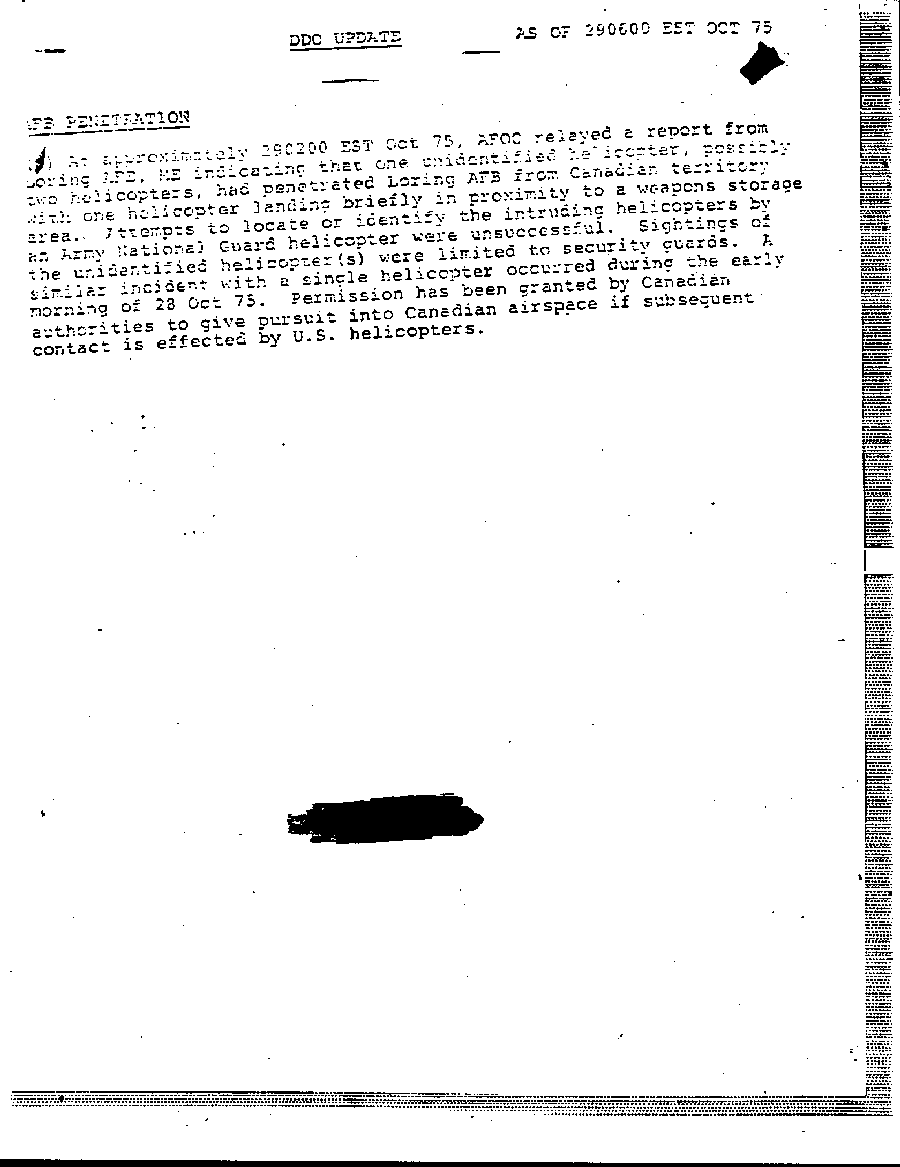 DDO UPDATE
AS OF 290600 EST OCT 75
AFB PENETRATION
At approximately 290200 EST Oct 75, AFOC relayed a report from
Loring AFB, ME indicating that one unidentified helicopter, possibly
two helicopters, had penetrated Loring AFB from Canadian territory
with one helicopter landing briefly in proximity to a weapons storage
area. Attempts to locate or identify the intruding helicopters by
an Army National Guard helicopter were unsuccessful. Sightings of
the unidentified helicopter(s) were limited to security guards. A
similar incident with a single helicopter occurred during the early
morning of 28 Oct 75. Permission has been granted by Canadian
authorities to give pursuit into Canadian airspace if subsequent
contact is effected by U.S. helicopters.